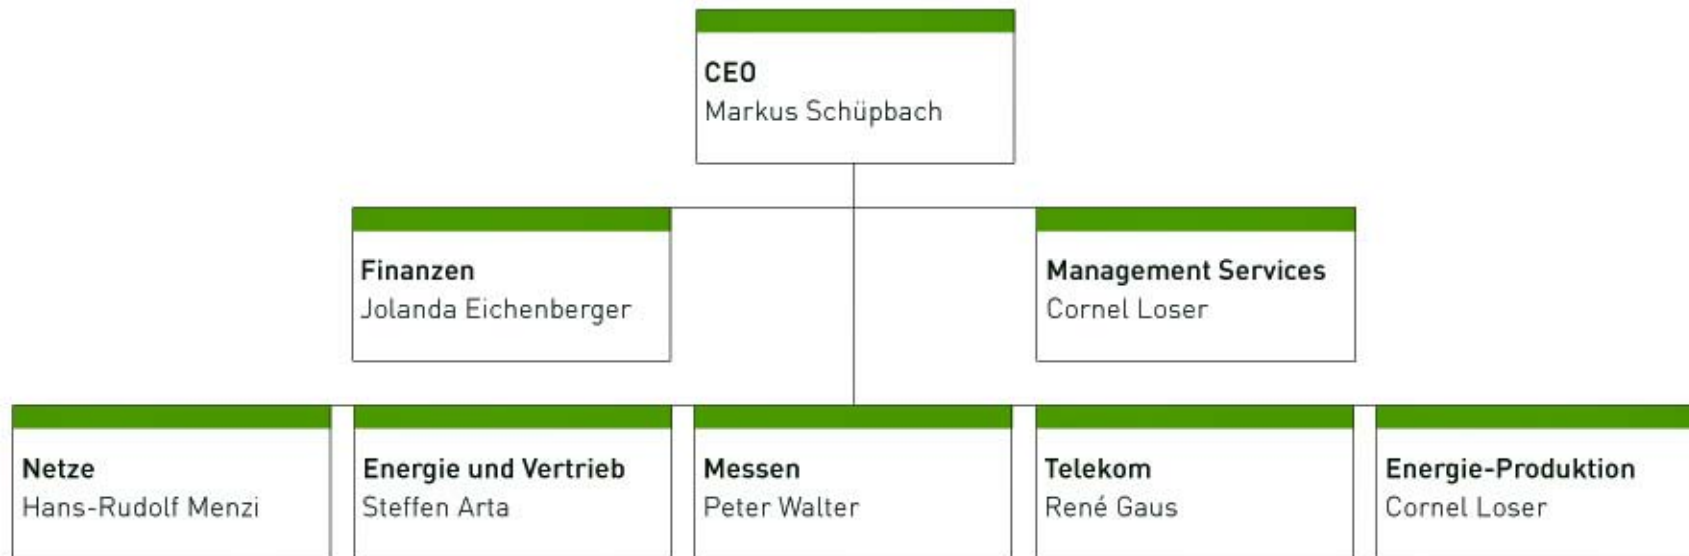 CEO
Markus Schüpbach
Finanzen
Jolanda Eichenberger
Management Services
Cornel Loser
Netze
Hans-Rudolf Menzi
Energie und Vertrieb
Steffen Arta
Messen
Peter Walter
Telekom
René Gaus
Energie-Produktion
Cornel Loser